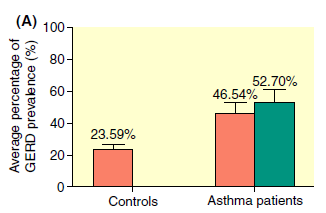 (A)
Average percentage of
GERD prevalence (%)
100
80
60
40
20
0
23.59%
46.54%
52.70%
Controls
Asthma patients